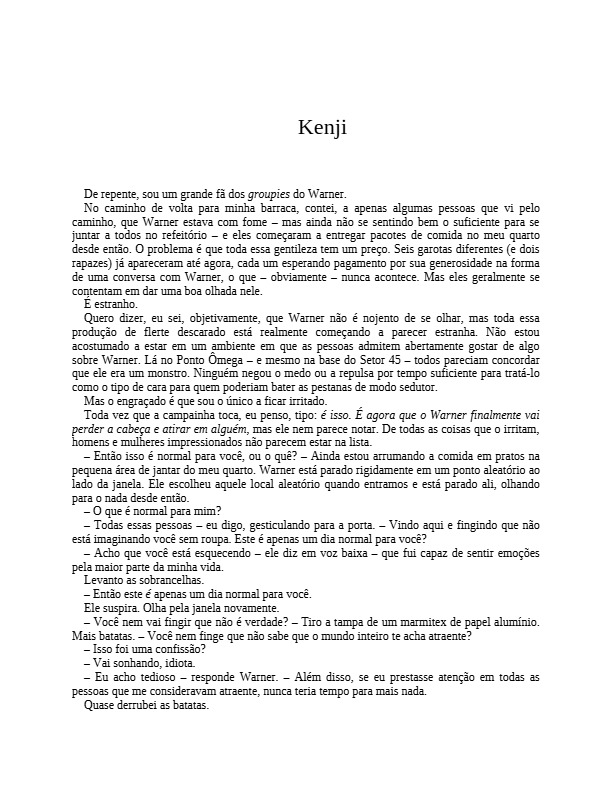 Kenji
De repente, sou um grande fã dos groupies do Warner.
No caminho de volta para minha barraca, contei, a apenas algumas pessoas que vi pelo
caminho, que Warner estava com fome – mas ainda não se sentindo bem o suficiente para se
juntar a todos no refeitório – e eles começaram a entregar pacotes de comida no meu quarto
desde então. O problema é que toda essa gentileza tem um preço. Seis garotas diferentes (e dois
rapazes) já apareceram até agora, cada um esperando pagamento por sua generosidade na forma
de uma conversa com Warner, o que – obviamente – nunca acontece. Mas eles geralmente se
contentam em dar uma boa olhada nele.
É estranho.
Quero dizer, eu sei, objetivamente, que Warner não é nojento de se olhar, mas toda essa
produção de flerte descarado está realmente começando a parecer estranha. Não estou
acostumado a estar em um ambiente em que as pessoas admitem abertamente gostar de algo
sobre Warner. Lá no Ponto Ômega – e mesmo na base do Setor 45 – todos pareciam concordar
que ele era um monstro. Ninguém negou o medo ou a repulsa por tempo suficiente para tratá-lo
como o tipo de cara para quem poderiam bater as pestanas de modo sedutor.
Mas o engraçado é que sou o único a ficar irritado.
Toda vez que a campainha toca, eu penso, tipo: é isso. É agora que o Warner finalmente vai
perder a cabeça e atirar em alguém, mas ele nem parece notar. De todas as coisas que o irritam,
homens e mulheres impressionados não parecem estar na lista.
– Então isso é normal para você, ou o quê? – Ainda estou arrumando a comida em pratos na
pequena área de jantar do meu quarto. Warner está parado rigidamente em um ponto aleatório ao
lado da janela. Ele escolheu aquele local aleatório quando entramos e está parado ali, olhando
para o nada desde então.
– O que é normal para mim?
– Todas essas pessoas – eu digo, gesticulando para a porta. – Vindo aqui e fingindo que não
está imaginando você sem roupa. Este é apenas um dia normal para você?
– Acho que você está esquecendo – ele diz em voz baixa – que fui capaz de sentir emoções
pela maior parte da minha vida.
Levanto as sobrancelhas.
– Então este é apenas um dia normal para você.
Ele suspira. Olha pela janela novamente.
– Você nem vai fingir que não é verdade? – Tiro a tampa de um marmitex de papel alumínio.
Mais batatas. – Você nem finge que não sabe que o mundo inteiro te acha atraente?
– Isso foi uma confissão?
– Vai sonhando, idiota.
– Eu acho tedioso – responde Warner. – Além disso, se eu prestasse atenção em todas as
pessoas que me consideravam atraente, nunca teria tempo para mais nada.
Quase derrubei as batatas.